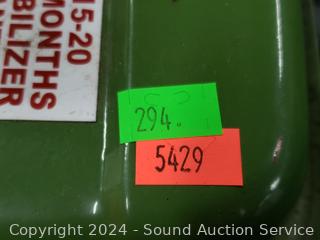 15-20
MONTHS
BILIZER
294.
5429
Copyright © 2024 - Sound Auction Service